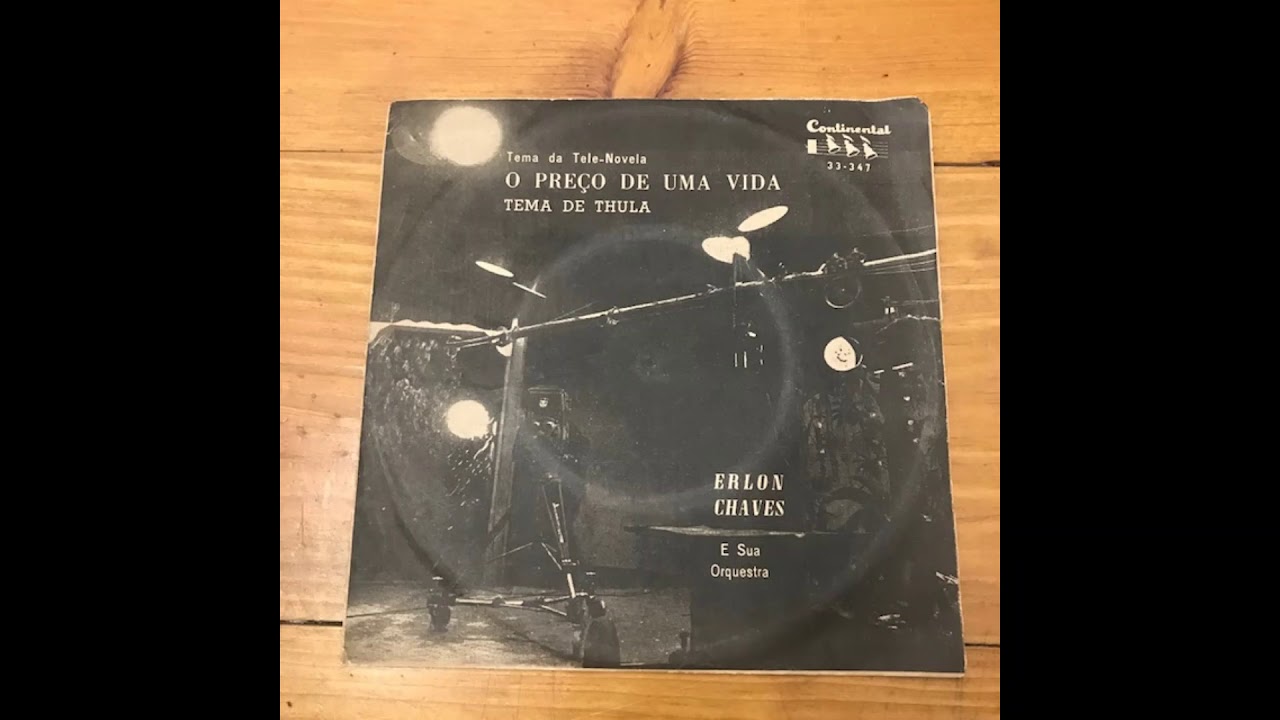 Continental
33-347
Tema da Tele-Novela
O PREÇO DE UMA VIDA
TEMA DE THULA
ERLON
CHAVES
E Sua
Orquestra